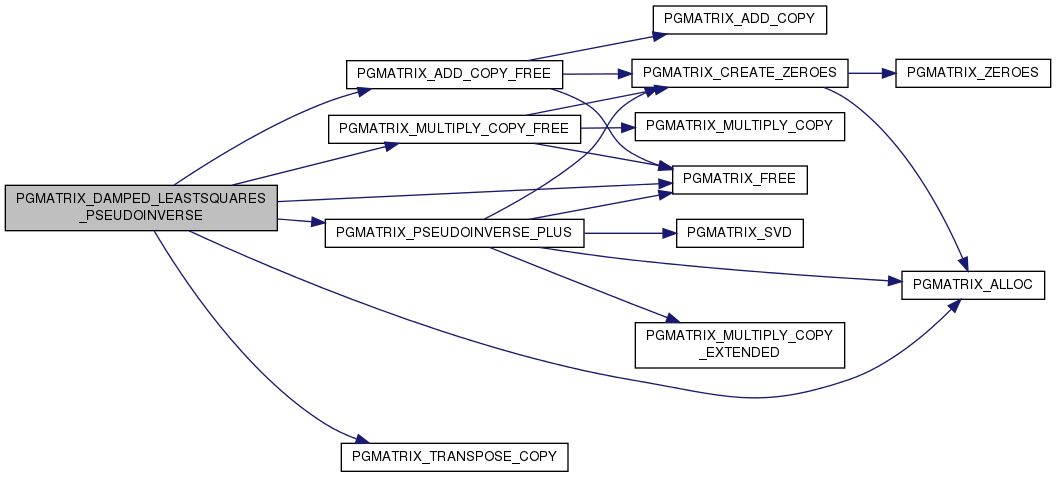 PGMATRIX_ADD_COPY
PGMATRIX_ADD_COPY_FREE
PGMATRIX_CREATE_ZEROES
PGMATRIX_ZEROES
PGMATRIX_MULTIPLY_COPY_FREE
PGMATRIX_MULTIPLY_COPY
PGMATRIX_FREE
PGMATRIX_DAMPED_LEASTSQUARES
_PSEUDOINVERSE
PGMATRIX_PSEUDOINVERSE_PLUS
PGMATRIX_SVD
PGMATRIX_ALLOC
PGMATRIX_MULTIPLY_COPY
_EXTENDED
PGMATRIX_TRANSPOSE_COPY